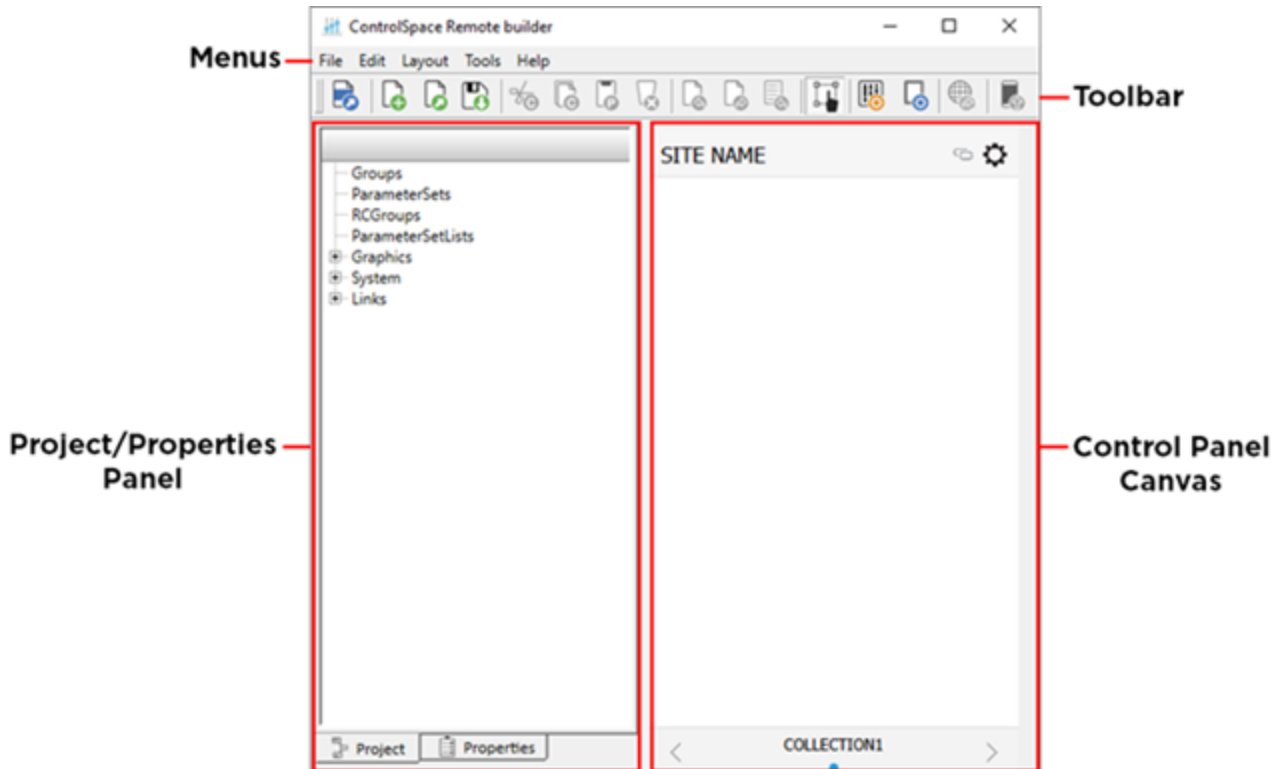 ControlSpace Remote builder
Menus
File Edit Layout Tools Help
Toolbar
SITE NAME
Groups
ParameterSets
RCGroups
ParameterSetLists
Graphics
System
Links
Project/Properties
Panel
Control Panel
Canvas
Project Properties
COLLECTION1